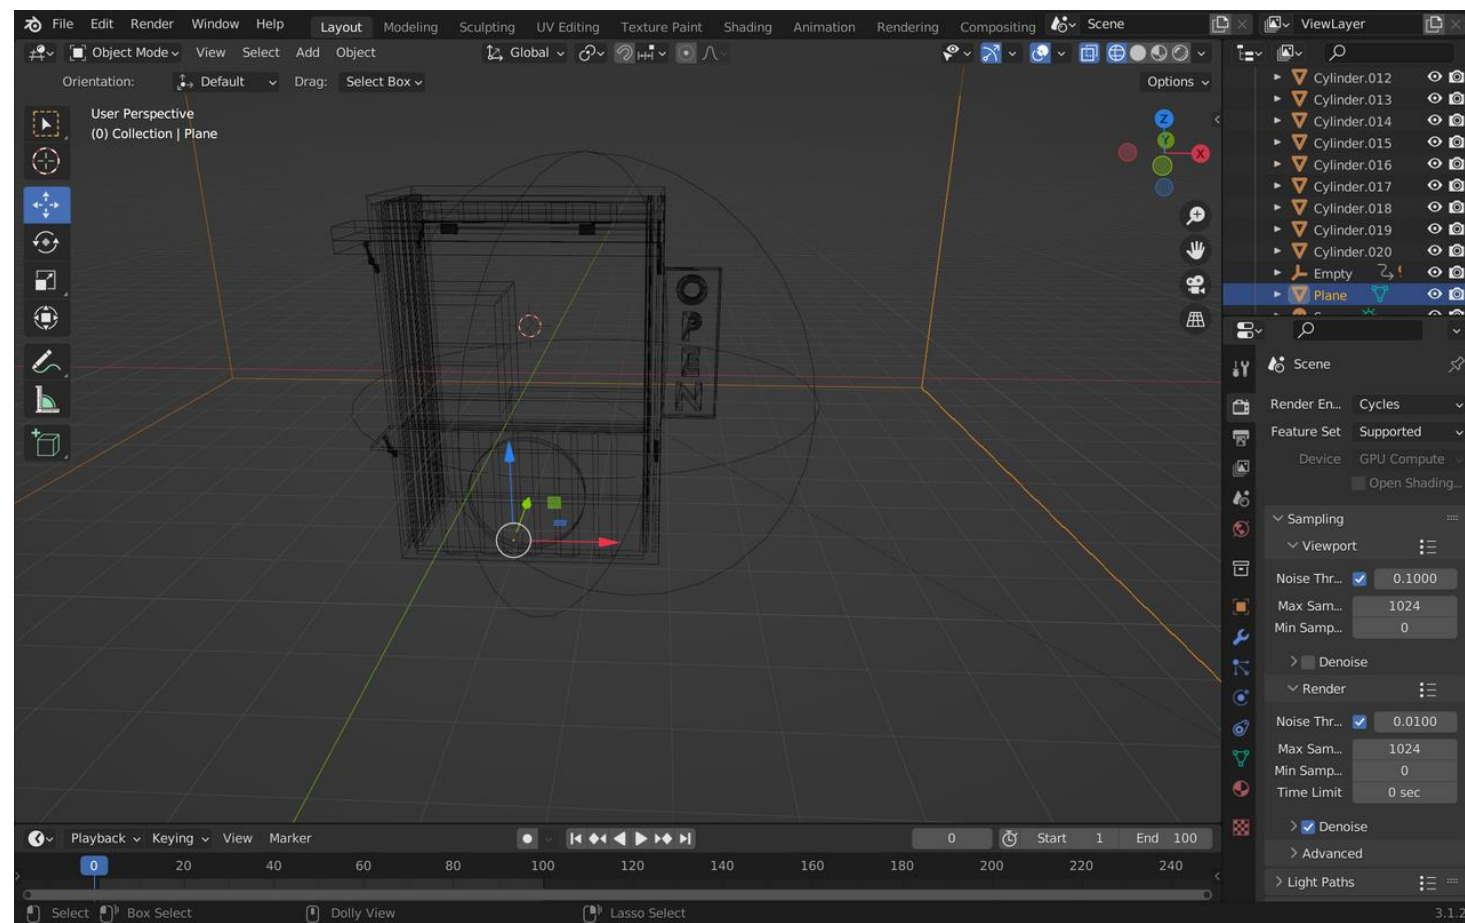 File Edit Render Window Help Layout Modeling Sculpting UV Editing Texture Paint Shading Animation Rendering Compositing Scene ViewLayer
Object Mode View Select Add Object Global
Orientation: Default Drag: Select Box Options
User Perspective
(0) Collection | Plane
Z
Y
X
O
P
E
N
Cylinder.012
Cylinder.013
Cylinder.014
Cylinder.015
Cylinder.016
Cylinder.017
Cylinder.018
Cylinder.019
Cylinder.020
Empty
Plane
Scene
Render En... Cycles
Feature Set Supported
Device GPU Compute
Open Shading...
Sampling
Viewport
Noise Thr... 0.1000
Max Sam... 1024
Min Samp... 0
Denoise
Render
Noise Thr... 0.0100
Max Sam... 1024
Min Samp... 0
Time Limit 0 sec
Denoise
Advanced
Light Paths
Playback Keying View Marker 0 Start 1 End 100
0 20 40 60 80 100 120 140 160 180 200 220 240
Select Box Select Dolly View Lasso Select 3.1.2